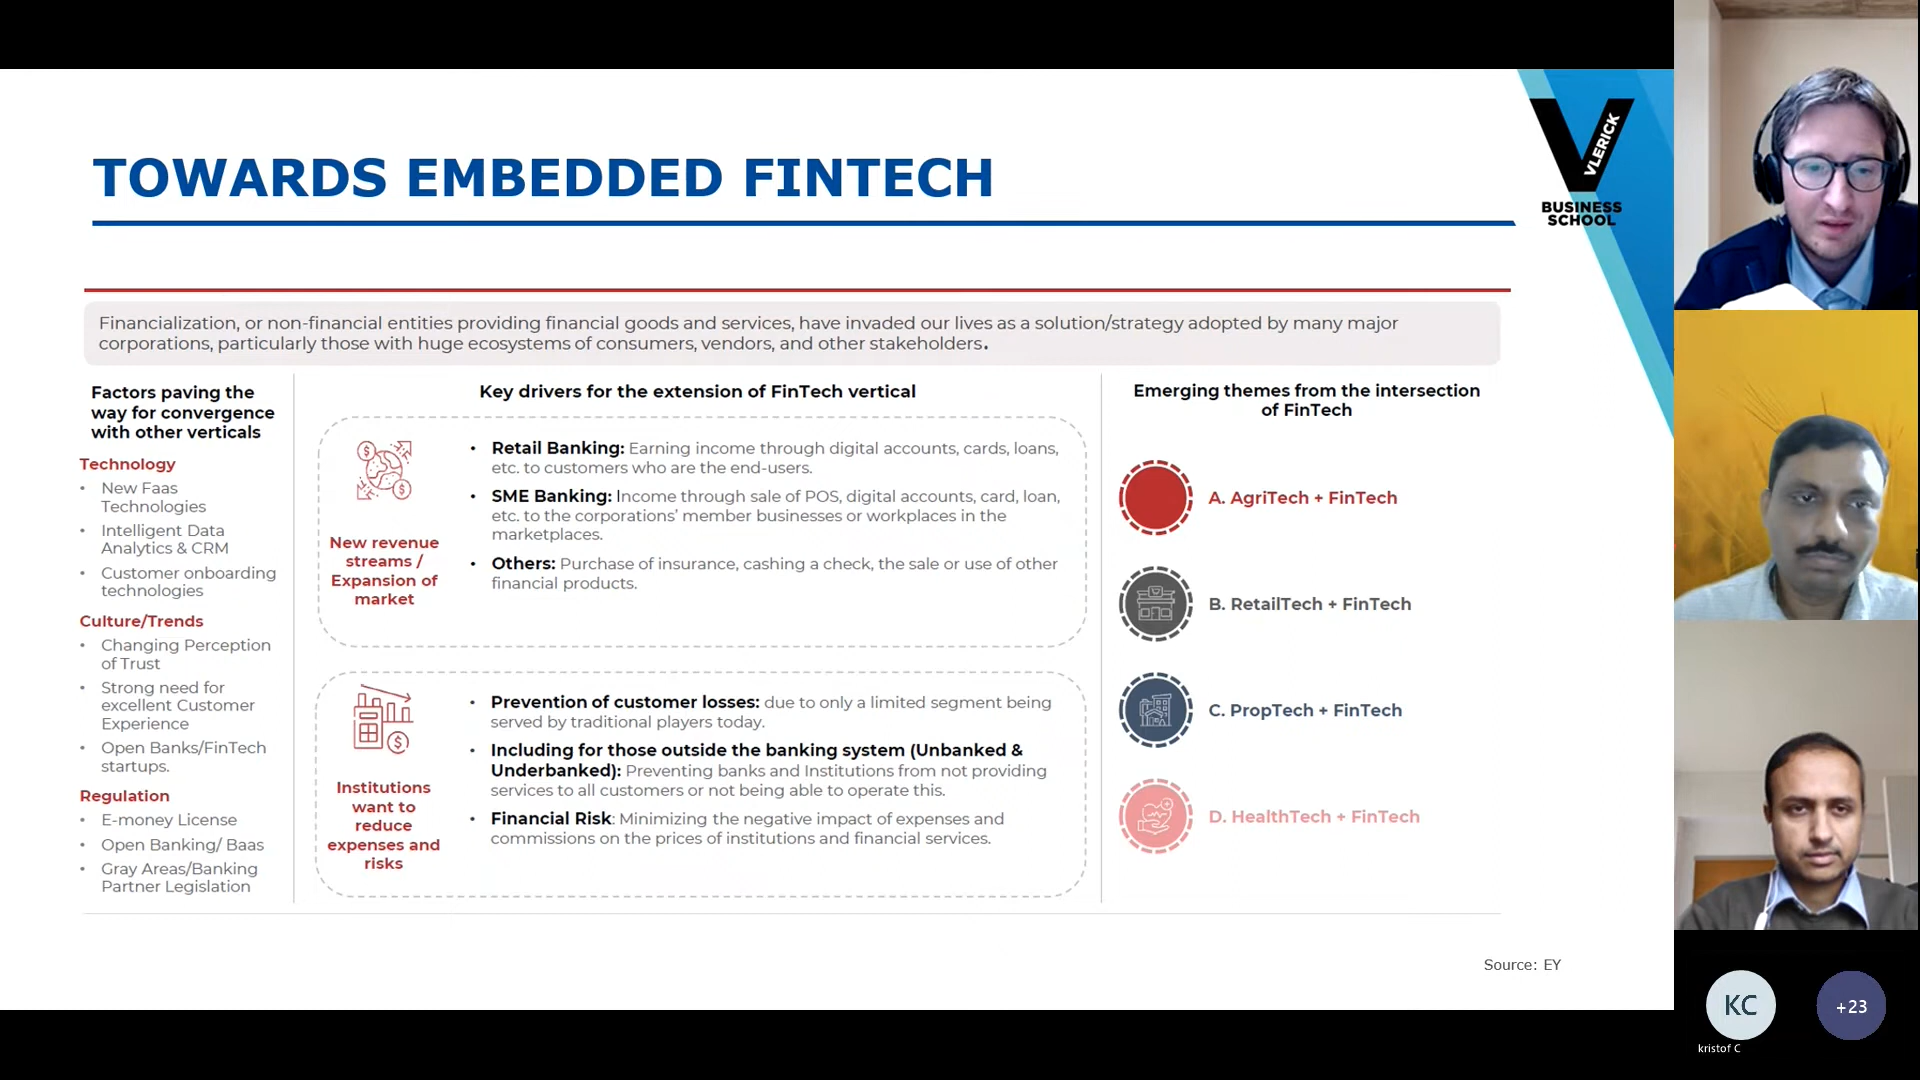 TOWARDS EMBEDDED FINTECH
VLERICK
BUSINESS
SCHOOL
Financialization, or non-financial entities providing financial goods and services, have invaded our lives as a solution/strategy adopted by many major
corporations, particularly those with huge ecosystems of consumers, vendors, and other stakeholders.
Factors paving the
way for convergence
with other verticals
Technology
• New Faas
Technologies
• Intelligent Data
Analytics & CRM
• Customer onboarding
technologies
Culture/Trends
• Changing Perception
of Trust
• Strong need for
excellent Customer
Experience
• Open Banks/FinTech
startups.
Regulation
• E-money License
• Open Banking/ Baas
• Gray Areas/Banking
Partner Legislation
Key drivers for the extension of FinTech vertical
New revenue
streams /
Expansion of
market
• Retail Banking: Earning income through digital accounts, cards, loans,
etc. to customers who are the end-users.
• SME Banking: Income through sale of POS, digital accounts, card, loan,
etc. to the corporations’ member businesses or workplaces in the
marketplaces.
• Others: Purchase of insurance, cashing a check, the sale or use of other
financial products.
Institutions
want to
reduce
expenses and
risks
• Prevention of customer losses: due to only a limited segment being
served by traditional players today.
• Including for those outside the banking system (Unbanked &
Underbanked): Preventing banks and Institutions from not providing
services to all customers or not being able to operate this.
• Financial Risk: Minimizing the negative impact of expenses and
commissions on the prices of institutions and financial services.
Emerging themes from the intersection
of FinTech
A. AgriTech + FinTech
B. RetailTech + FinTech
C. PropTech + FinTech
D. HealthTech + FinTech
Source: EY
KC
+23
kristof C